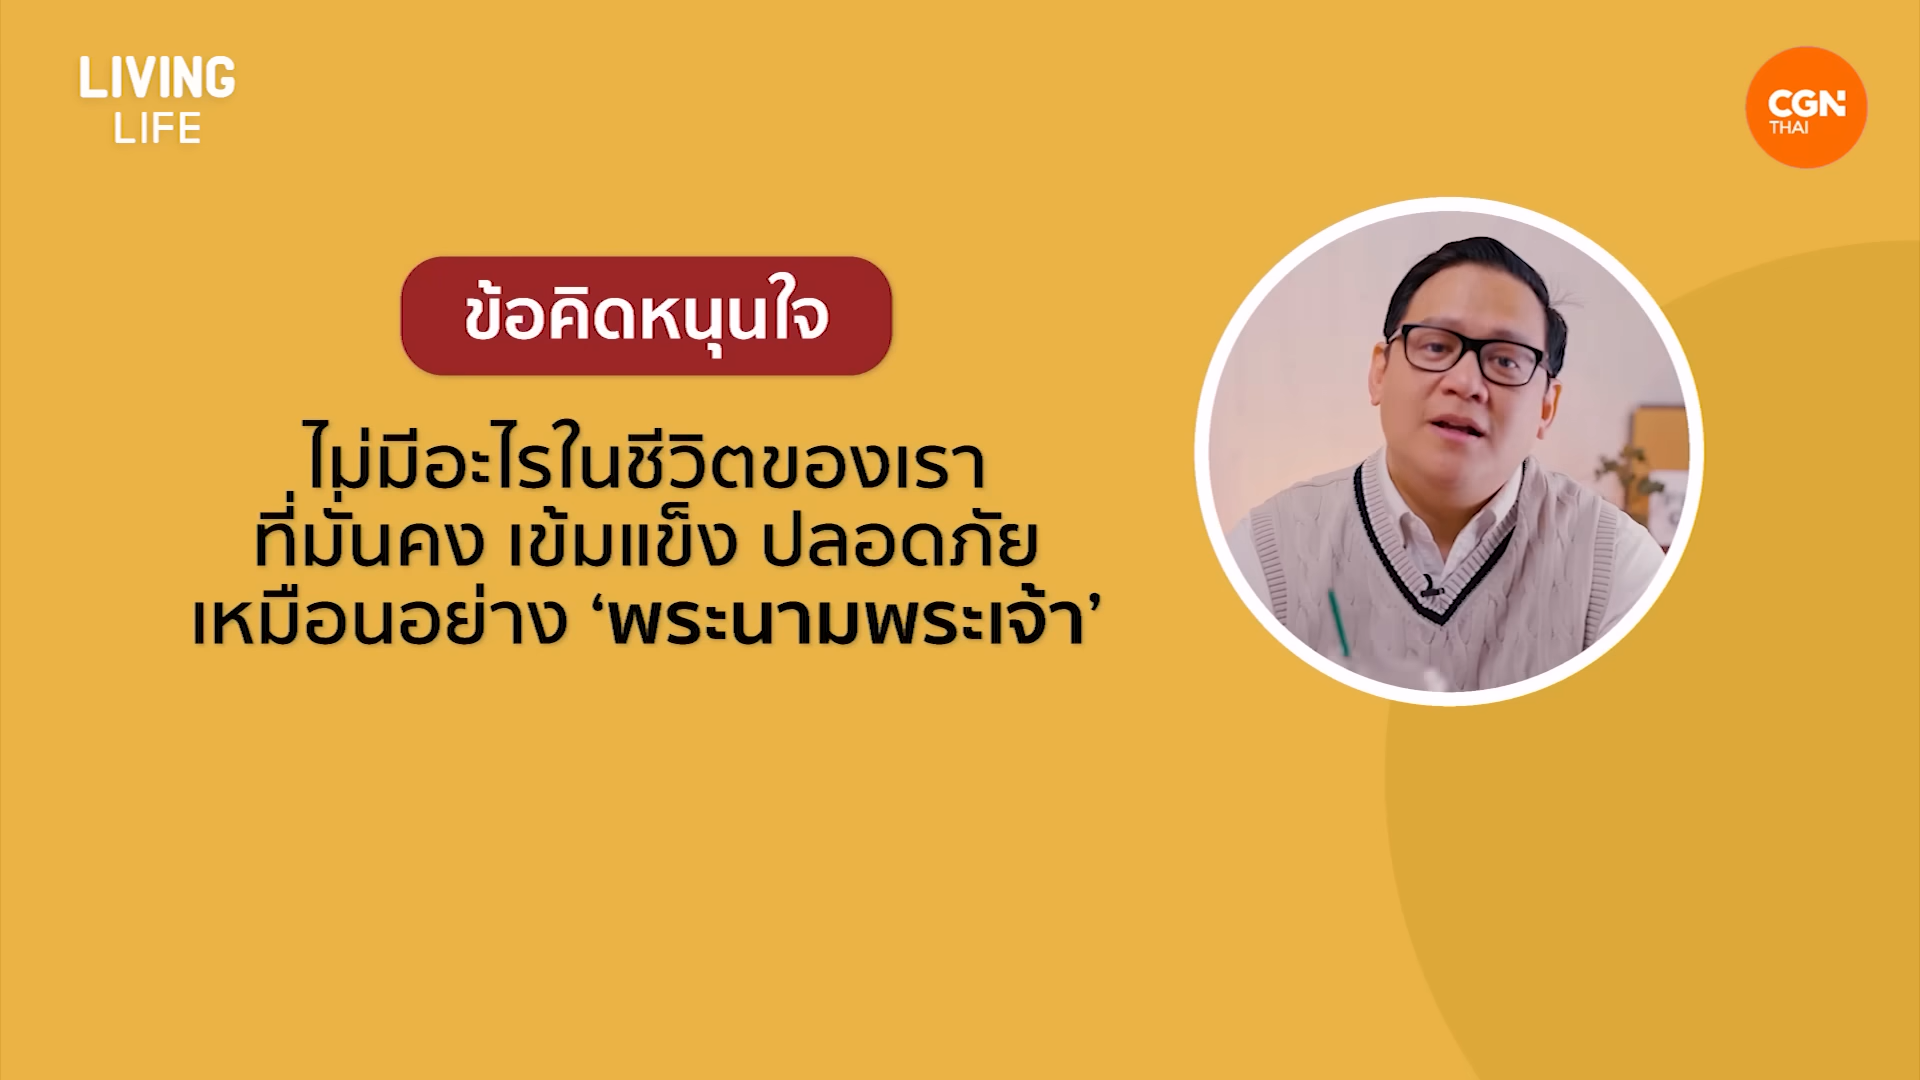 LIVING
LIFE
CGN
THAI
ข้อคิดหนุนใจ
ไม่มีอะไรในชีวิตของเรา
ที่มั่นคง เข้มแข็ง ปลอดภัย
เหมือนอย่าง ‘พระนามพระเจ้า’